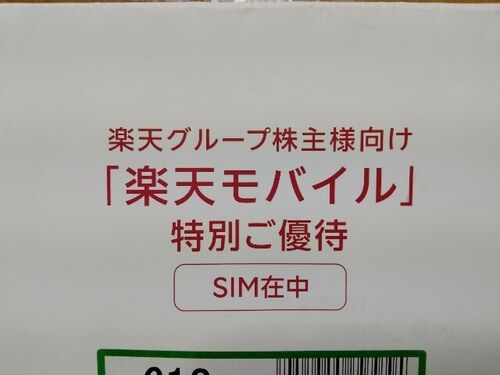 楽天グループ株主様向け
「楽天モバイル」
特別ご優待
SIM在中